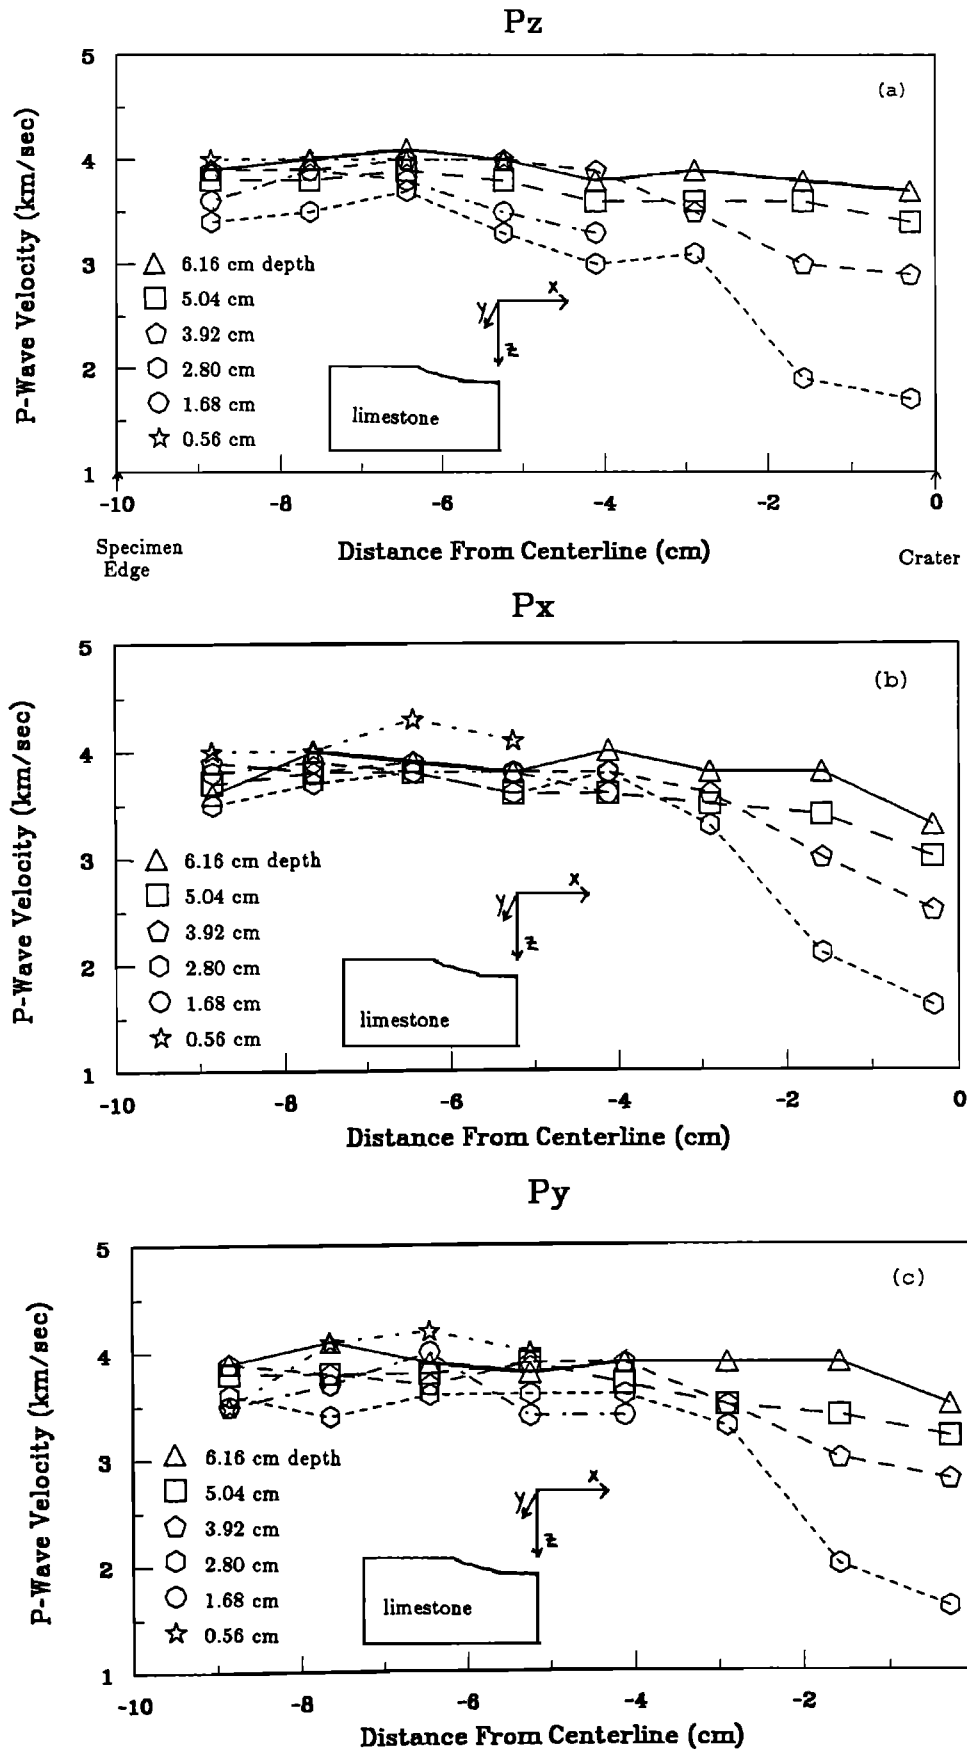 Pz
5
(a)
4
3
2
1
P-Wave Velocity (km/sec)
6.16 cm depth
5.04 cm
3.92 cm
2.80 cm
1.68 cm
0.56 cm
x
y
z
limestone
-10 -8 -6 -4 -2 0
Specimen
Edge
Distance From Centerline (cm)
Crater
Px
5
(b)
4
3
2
1
P-Wave Velocity (km/sec)
6.16 cm depth
5.04 cm
3.92 cm
2.80 cm
1.68 cm
0.56 cm
x
y
z
limestone
-10 -8 -6 -4 -2 0
Distance From Centerline (cm)
Py
5
(c)
4
3
2
1
P-Wave Velocity (km/sec)
6.16 cm depth
5.04 cm
3.92 cm
2.80 cm
1.68 cm
0.56 cm
x
y
z
limestone
-10 -8 -6 -4 -2
Distance From Centerline (cm)